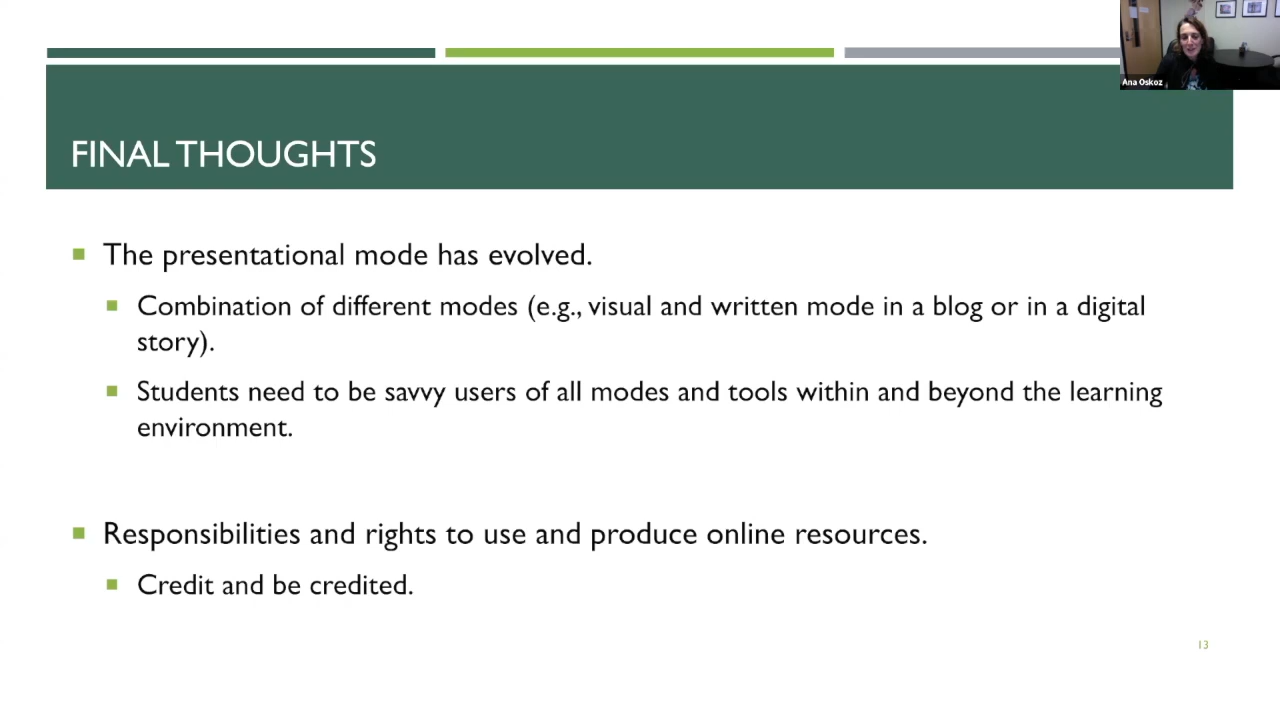 Ana Oskoz
FINAL THOUGHTS
The presentational mode has evolved.
Combination of different modes (e.g., visual and written mode in a blog or in a digital
story).
Students need to be savvy users of all modes and tools within and beyond the learning
environment.
Responsibilities and rights to use and produce online resources.
Credit and be credited.
13